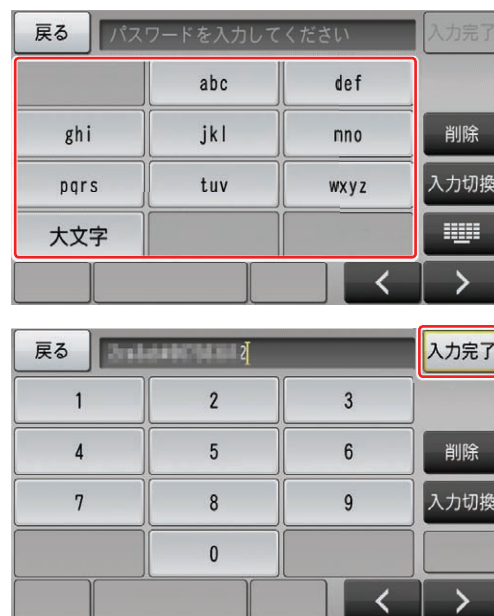 戻る パスワードを入力してください 入力完了
abc def
ghi jkl mno 削除
pqrs tuv wxyz 入力切換
大文字
< >
戻る 2 入力完了
1 2 3
4 5 6 削除
7 8 9 入力切換
0
< >